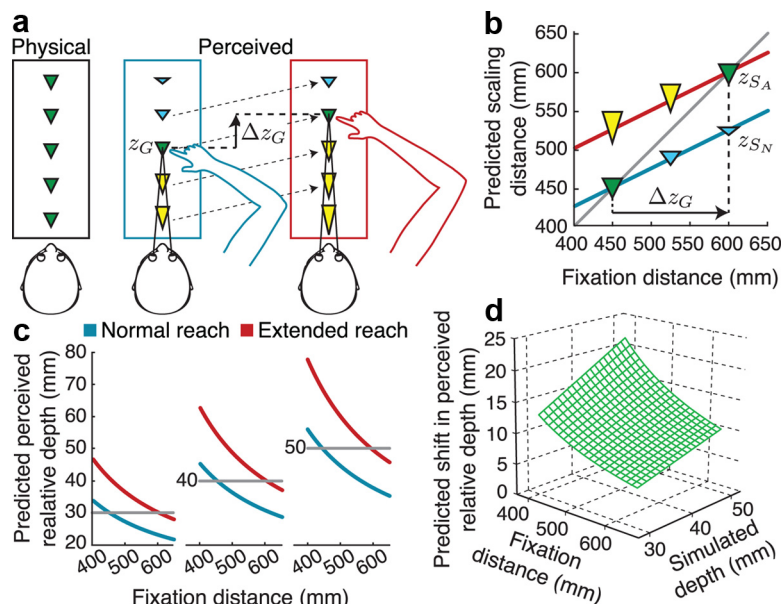 a
Physical
Perceived
z_G
Δz_G
b
Predicted scaling
distance (mm)
600
550
500
450
400
z_{S_A}
z_{S_N}
Δz_G
400 450 500 550 600 650
Fixation distance (mm)
c
Normal reach Extended reach
Predicted perceived
realative depth (mm)
80
70
60
50
40
30
20
30
40
50
400 500 600 400 500 600 400 500 600
Fixation distance (mm)
d
Predicted shift in perceived
relative depth (mm)
25
20
15
10
5
0
400 500 600
Fixation
distance (mm)
30 40 50
Simulated
depth (mm)